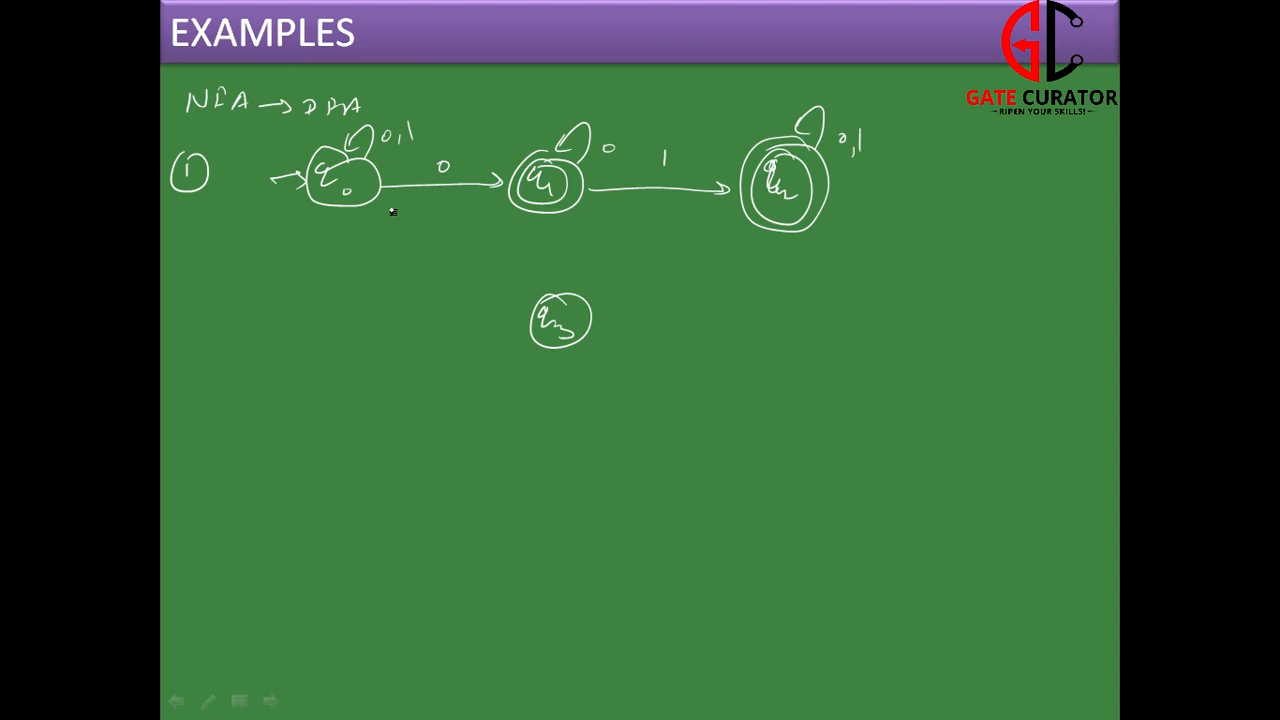 EXAMPLES
GATE CURATOR
~RIPEN YOUR SKILLS!~
NFA → DFA
① q0 0,1 0 q1 0 1 q2 0,1
q3